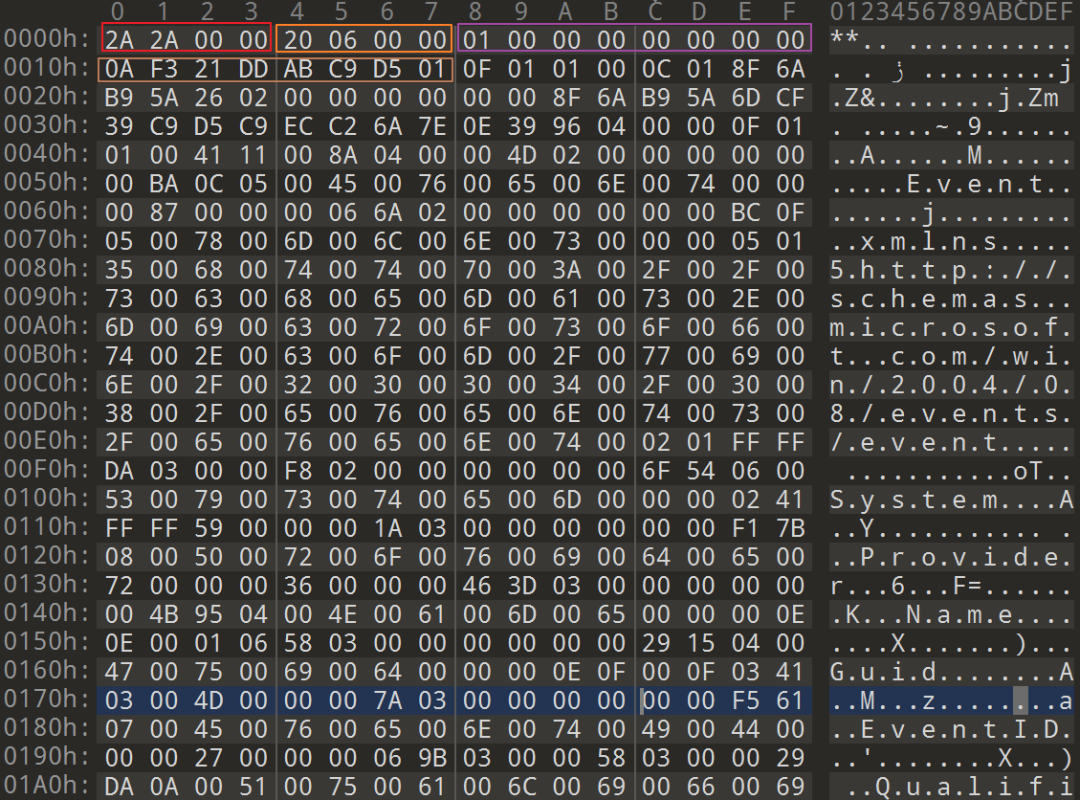 0 1 2 3 4 5 6 7 8 9 A B C D E F 0123456789ABCDEF
0000h: 2A 2A 00 00 20 06 00 00 01 00 00 00 00 00 00 00 **.. ...........
0010h: 0A F3 21 DD AB C9 D5 01 0F 01 01 00 0C 01 8F 6A
0020h: B9 5A 26 02 00 00 00 00 00 00 8F 6A B9 5A 6D CF .Z&........j.Zm
0030h: 39 C9 D5 C9 EC C2 6A 7E 0E 39 96 04 00 00 0F 01 . .....~.9......
0040h: 01 00 41 11 00 8A 04 00 00 4D 02 00 00 00 00 00 ..A......M......
0050h: 00 BA 0C 05 00 45 00 76 00 65 00 6E 00 74 00 00 .....E.v.e.n.t..
0060h: 00 87 00 00 00 06 6A 02 00 00 00 00 00 00 BC 0F ......j.........
0070h: 05 00 78 00 6D 00 6C 00 6E 00 73 00 00 00 05 01 ..x.m.l.n.s.....
0080h: 35 00 68 00 74 00 74 00 70 00 3A 00 2F 00 2F 00 5.h.t.t.p.:././.
0090h: 73 00 63 00 68 00 65 00 6D 00 61 00 73 00 2E 00 s.c.h.e.m.a.s...
00A0h: 6D 00 69 00 63 00 72 00 6F 00 73 00 6F 00 66 00 m.i.c.r.o.s.o.f.
00B0h: 74 00 2E 00 63 00 6F 00 6D 00 2F 00 77 00 69 00 t...c.o.m./.w.i.
00C0h: 6E 00 2F 00 32 00 30 00 30 00 34 00 2F 00 30 00 n./.2.0.0.4./.0.
00D0h: 38 00 2F 00 65 00 76 00 65 00 6E 00 74 00 73 00 8./.e.v.e.n.t.s.
00E0h: 2F 00 65 00 76 00 65 00 6E 00 74 00 02 01 FF FF /.e.v.e.n.t.....
00F0h: DA 03 00 00 F8 02 00 00 00 00 00 00 6F 54 06 00 ...........oT..
0100h: 53 00 79 00 73 00 74 00 65 00 6D 00 00 00 02 41 S.y.s.t.e.m....A
0110h: FF FF 59 00 00 00 1A 03 00 00 00 00 00 00 F1 7B ..Y.............
0120h: 08 00 50 00 72 00 6F 00 76 00 69 00 64 00 65 00 ..P.r.o.v.i.d.e.
0130h: 72 00 00 00 36 00 00 00 46 3D 03 00 00 00 00 00 r...6...F=......
0140h: 00 4B 95 04 00 4E 00 61 00 6D 00 65 00 00 00 0E .K...N.a.m.e....
0150h: 0E 00 01 06 58 03 00 00 00 00 00 00 29 15 04 00 ....X.......)...
0160h: 47 00 75 00 69 00 64 00 00 00 0E 0F 00 0F 03 41 G.u.i.d........A
0170h: 03 00 4D 00 00 00 7A 03 00 00 00 00 00 00 F5 61 ..M...z........a
0180h: 07 00 45 00 76 00 65 00 6E 00 74 00 49 00 44 00 ..E.v.e.n.t.I.D.
0190h: 00 00 27 00 00 00 06 9B 03 00 00 58 03 00 00 29 ..'........X...)
01A0h: DA 0A 00 51 00 75 00 61 00 6C 00 69 00 66 00 69 ..Q.u.a.l.i.f.i